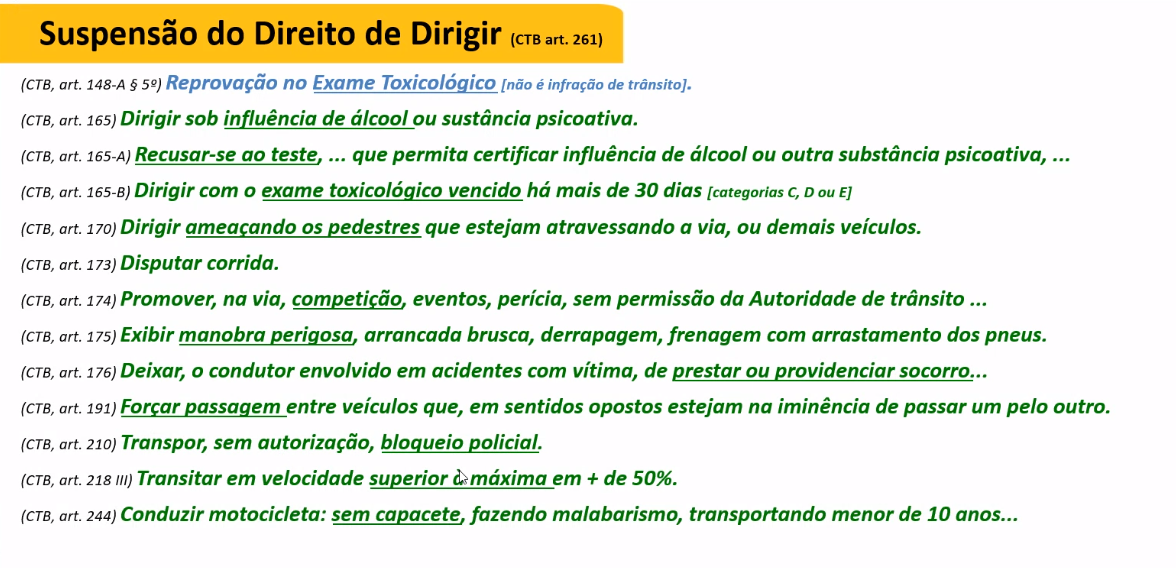 Suspensão do Direito de Dirigir (CTB art. 261)
(CTB, art. 148-A § 5º) Reprovação no Exame Toxicológico [não é infração de trânsito].
(CTB, art. 165) Dirigir sob influência de álcool ou sustância psicoativa.
(CTB, art. 165-A) Recusar-se ao teste, ... que permita certificar influência de álcool ou outra substância psicoativa, ...
(CTB, art. 165-B) Dirigir com o exame toxicológico vencido há mais de 30 dias [categorias C, D ou E]
(CTB, art. 170) Dirigir ameaçando os pedestres que estejam atravessando a via, ou demais veículos.
(CTB, art. 173) Disputar corrida.
(CTB, art. 174) Promover, na via, competição, eventos, perícia, sem permissão da Autoridade de trânsito ...
(CTB, art. 175) Exibir manobra perigosa, arrancada brusca, derrapagem, frenagem com arrastamento dos pneus.
(CTB, art. 176) Deixar, o condutor envolvido em acidentes com vítima, de prestar ou providenciar socorro...
(CTB, art. 191) Forçar passagem entre veículos que, em sentidos opostos estejam na iminência de passar um pelo outro.
(CTB, art. 210) Transpor, sem autorização, bloqueio policial.
(CTB, art. 218 III) Transitar em velocidade superior à máxima em + de 50%.
(CTB, art. 244) Conduzir motocicleta: sem capacete, fazendo malabarismo, transportando menor de 10 anos...